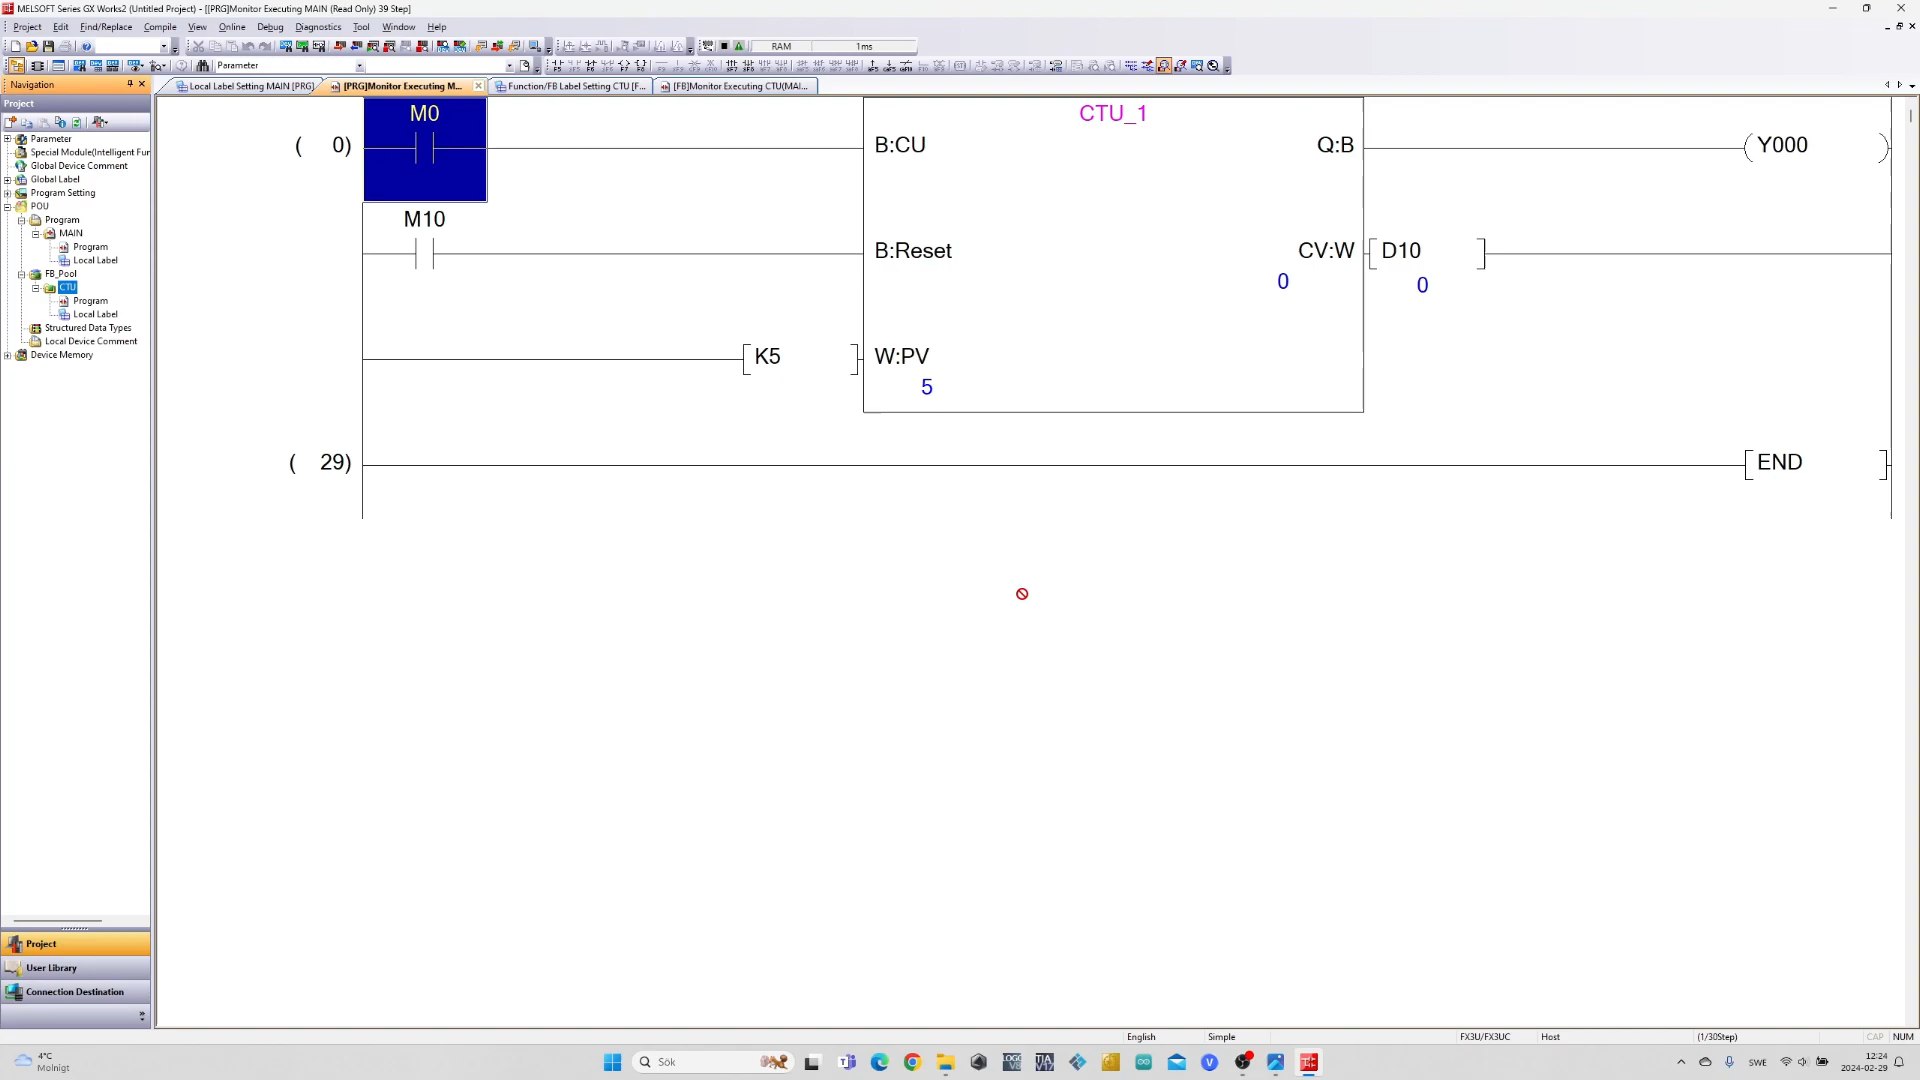 MELSOFT Series GX Works2 (Untitled Project) - [[PRG]Monitor Executing MAIN (Read Only) 39 Step]
Project Edit Find/Replace Compile View Online Debug Diagnostics Tool Window Help
RAM 1ms
Parameter
Navigation
Local Label Setting MAIN [PRG]
[PRG]Monitor Executing M...
Function/FB Label Setting CTU [F...
[FB]Monitor Executing CTU(MAI...
Project
Parameter
Special Module(Intelligent Fur
Global Device Comment
Global Label
Program Setting
POU
Program
MAIN
Program
Local Label
FB_Pool
CTU
Program
Local Label
Structured Data Types
Local Device Comment
Device Memory
M0
CTU_1
( 0)
B:CU
Q:B
Y000
M10
B:Reset
CV:W
D10
0
0
K5
W:PV
5
( 29)
END
Project
User Library
Connection Destination
English
Simple
FX3U/FX3UC
Host
(1/30Step)
CAP
NUM
4°C
Molnigt
Sök
SWE
12:24
2024-02-29